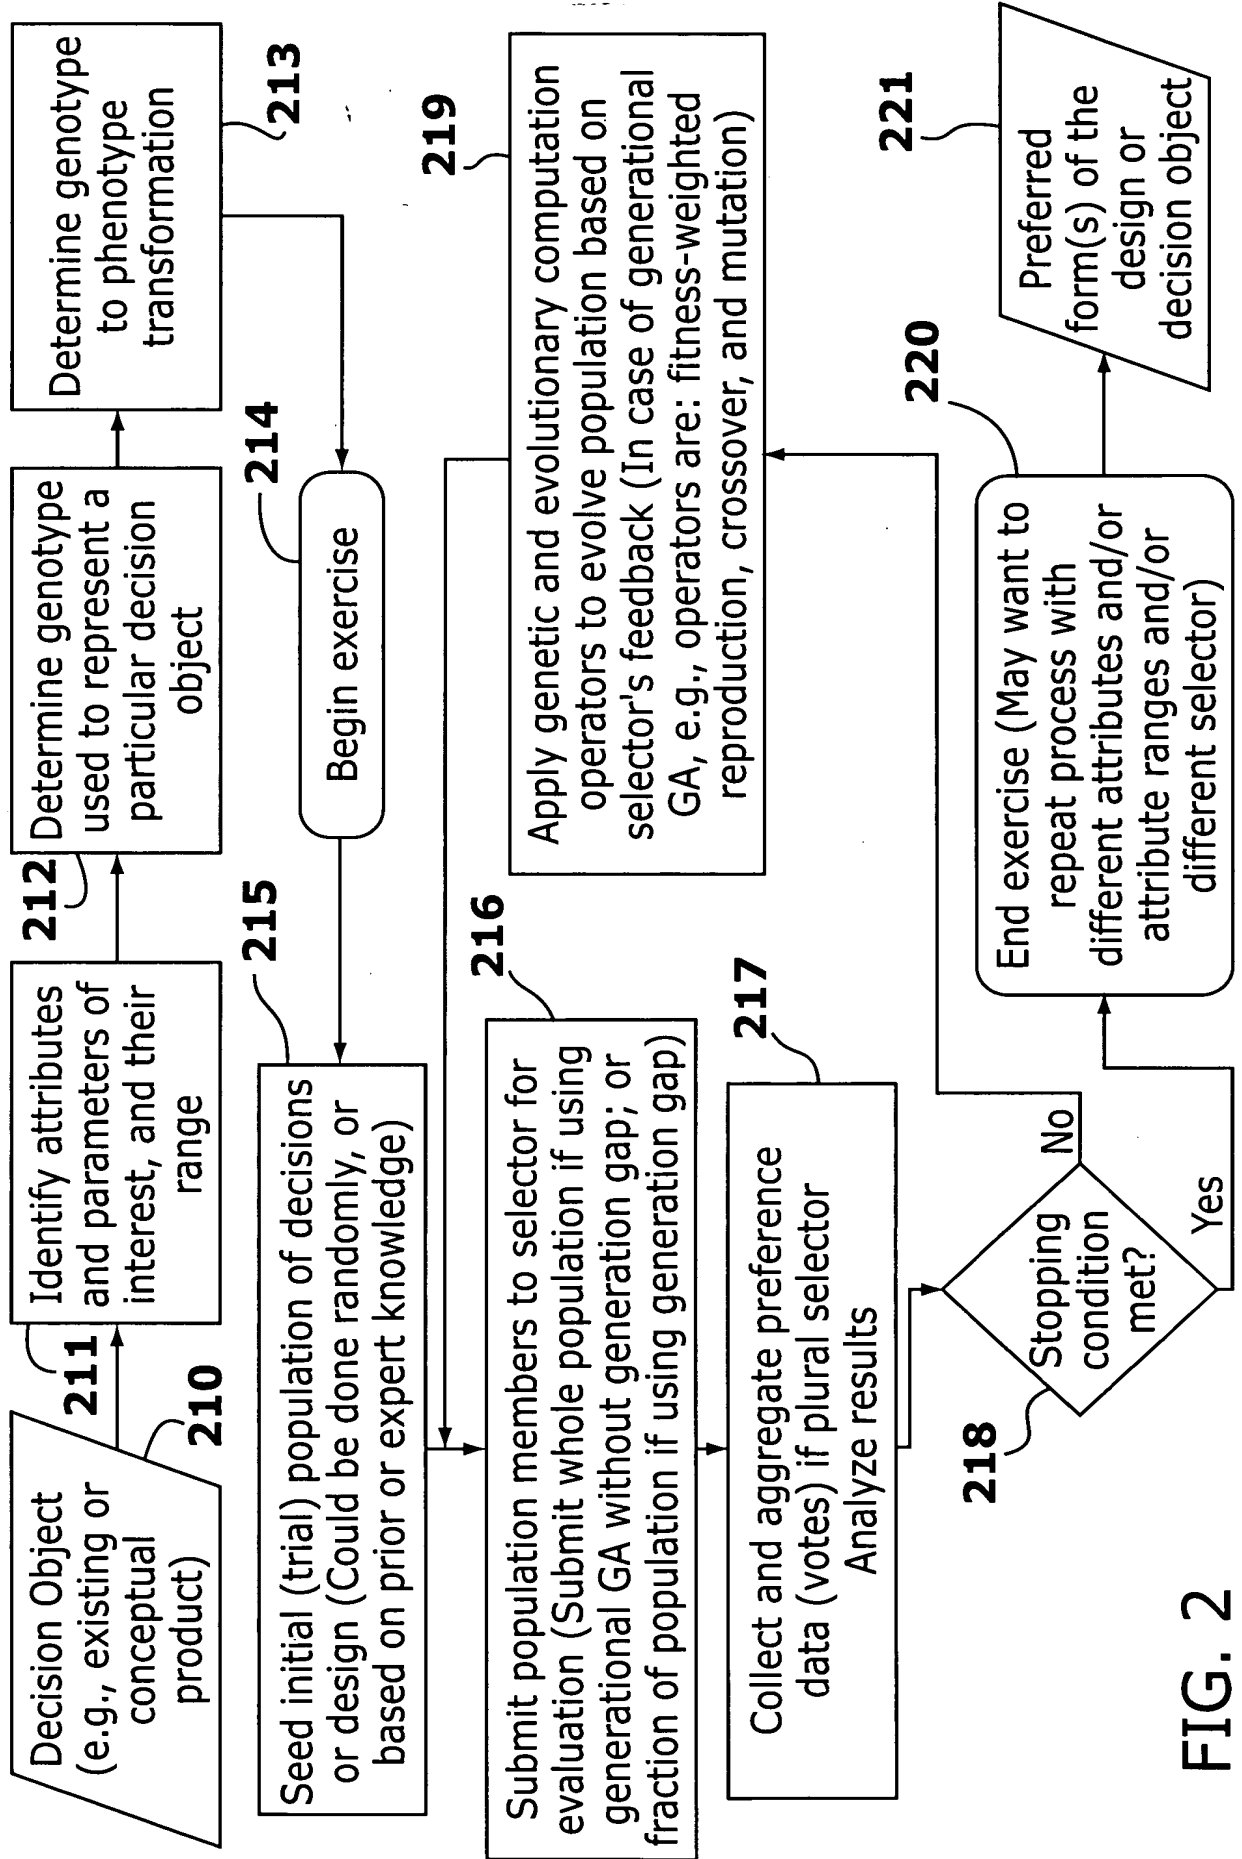 Decision Object
(e.g., existing or
conceptual
product)
210
Identify attributes
and parameters of
interest, and their
range
211
Determine genotype
used to represent a
particular decision
object
212
Determine genotype
to phenotype
transformation
213
Begin exercise
214
Seed initial (trial) population of decisions
or design (Could be done randomly, or
based on prior or expert knowledge)
215
Submit population members to selector for
evaluation (Submit whole population if using
generational GA without generation gap; or
fraction of population if using generation gap)
216
Collect and aggregate preference
data (votes) if plural selector
Analyze results
217
Stopping
condition
met?
218
No
Yes
Apply genetic and evolutionary computation
operators to evolve population based on
selector's feedback (In case of generational
GA, e.g., operators are: fitness-weighted
reproduction, crossover, and mutation)
219
End exercise (May want to
repeat process with
different attributes and/or
attribute ranges and/or
different selector)
220
Preferred
form(s) of the
design or
decision object
221
FIG. 2